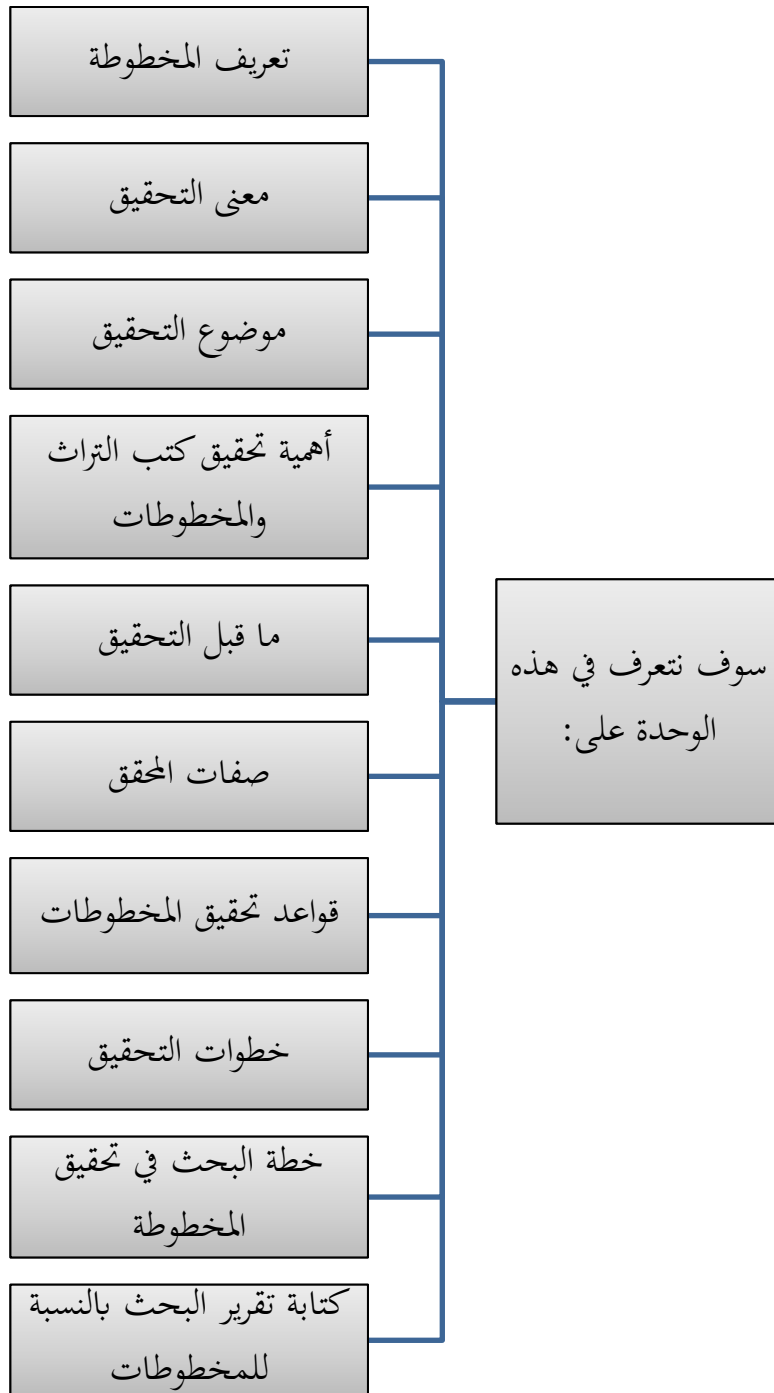 سوف نتعرف في هذه
الوحدة على:
تعريف المخطوطة
معنى التحقيق
موضوع التحقيق
أهمية تحقيق كتب التراث
والمخطوطات
ما قبل التحقيق
صفات المحقق
قواعد تحقيق المخطوطات
خطوات التحقيق
خطة البحث في تحقيق
المخطوطة
كتابة تقرير البحث بالنسبة
للمخطوطات